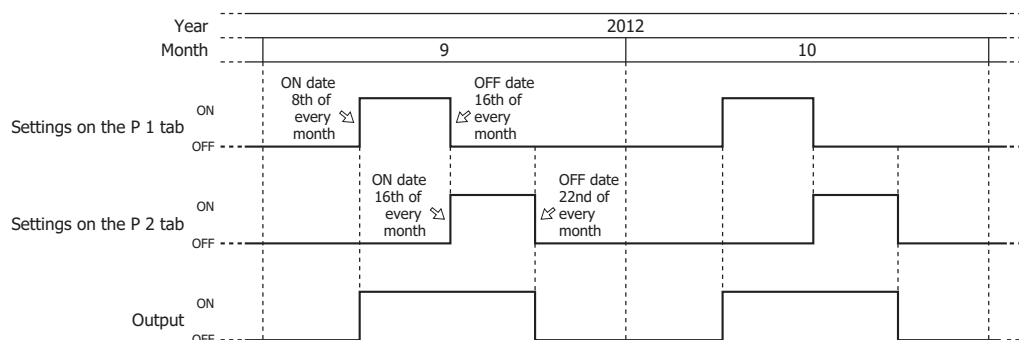 Year
2012
Month
9
10
ON date
8th of
every
month
OFF date
16th of
every
month
ON
Settings on the P 1 tab
OFF
ON date
16th of
every
month
OFF date
22nd of
every
month
ON
Settings on the P 2 tab
OFF
ON
Output
OFF